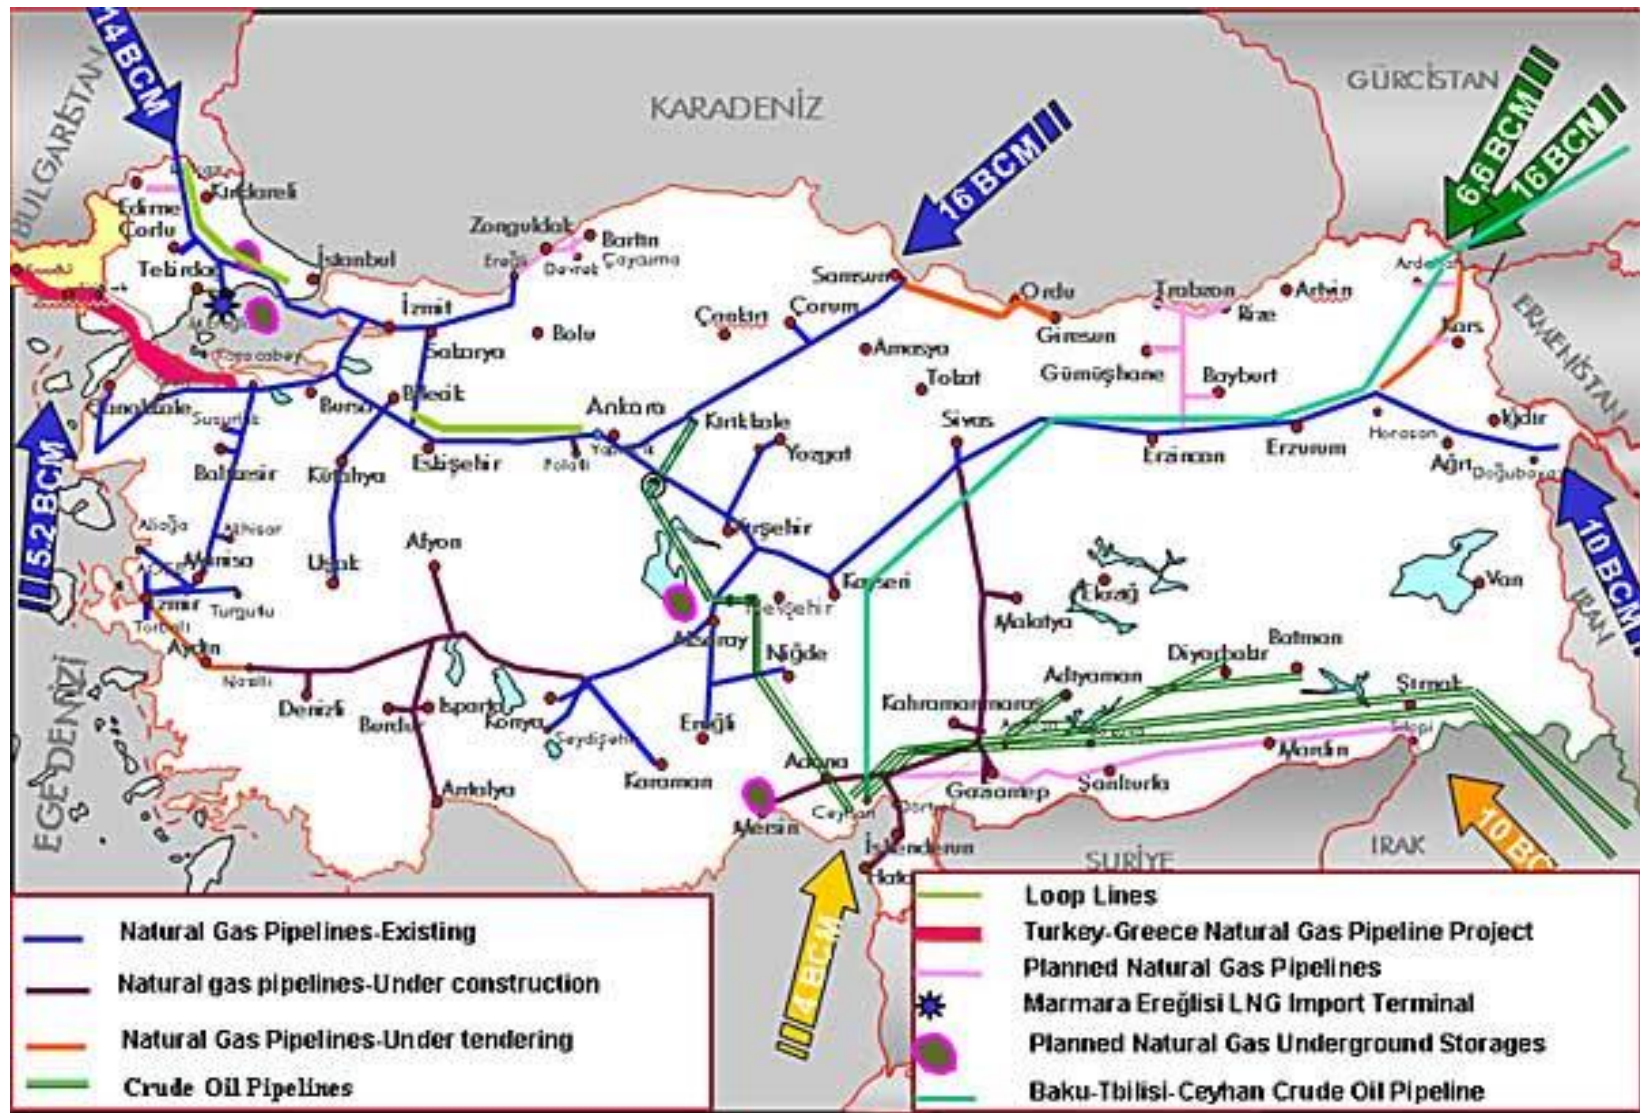 14 BCM
BULGARİSTAN
KARADENİZ
GÜRCİSTAN
6,6 BCM
16 BCM
16 BCM
ERMENİSTAN
Kırklareli
Edirne
Çorlu
Tekirdağ
İstanbul
Zonguldak
Bartın
Ereğli
Devrek
Çaycuma
İzmit
Sakarya
Bolu
Çankırı
Çorum
Samsun
Ordu
Giresun
Trabzon
Rize
Artvin
Kars
Amasya
Tokat
Gümüşhane
Bayburt
Karacabey
Çanakkale
Susurluk
Bursa
Bilecik
Ankara
Kırıkkale
Yozgat
Sivas
Erzincan
Erzurum
Horasan
Iğdır
Ağrı
5.2 BCM
Balıkesir
Kütahya
Eskişehir
Polatlı
Kırşehir
Kayseri
Aliağa
Akhisar
Manisa
Uşak
Afyon
İzmir
Turgutlu
Torbalı
Aydın
Nazilli
Nevşehir
Aksaray
Niğde
Malatya
Elazığ
Van
10 BCM
İRAN
EGE DENİZİ
Denizli
Burdur
Isparta
Konya
Seydişehir
Ereğli
Karaman
Antalya
Kahramanmaraş
Adıyaman
Diyarbakır
Batman
Şırnak
Mardin
Şanlıurfa
Gaziantep
Adana
Ceyhan
Mersin
İskenderun
SURİYE
IRAK
4 BCM
Natural Gas Pipelines-Existing
Natural gas pipelines-Under construction
Natural Gas Pipelines-Under tendering
Crude Oil Pipelines
Loop Lines
Turkey-Greece Natural Gas Pipeline Project
Planned Natural Gas Pipelines
Marmara Ereğlisi LNG Import Terminal
Planned Natural Gas Underground Storages
Baku-Tbilisi-Ceyhan Crude Oil Pipeline